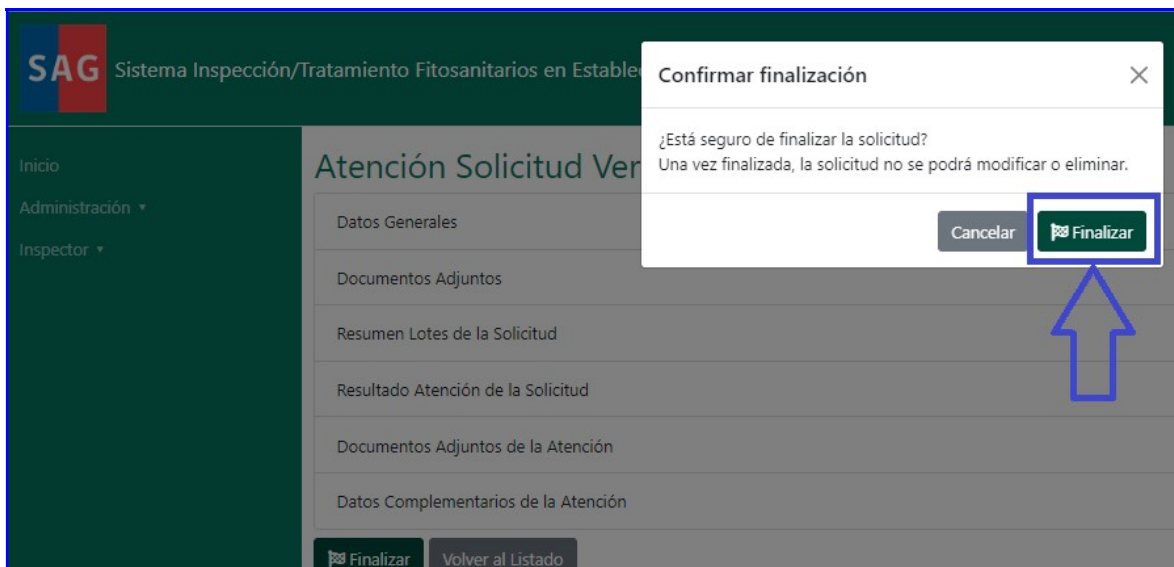 SAG Sistema Inspección/Tratamiento Fitosanitarios en Estable
Confirmar finalización
¿Está seguro de finalizar la solicitud?
Una vez finalizada, la solicitud no se podrá modificar o eliminar.
Cancelar Finalizar
Inicio
Administración
Inspector
Atención Solicitud Ver
Datos Generales
Documentos Adjuntos
Resumen Lotes de la Solicitud
Resultado Atención de la Solicitud
Documentos Adjuntos de la Atención
Datos Complementarios de la Atención
Finalizar Volver al Listado